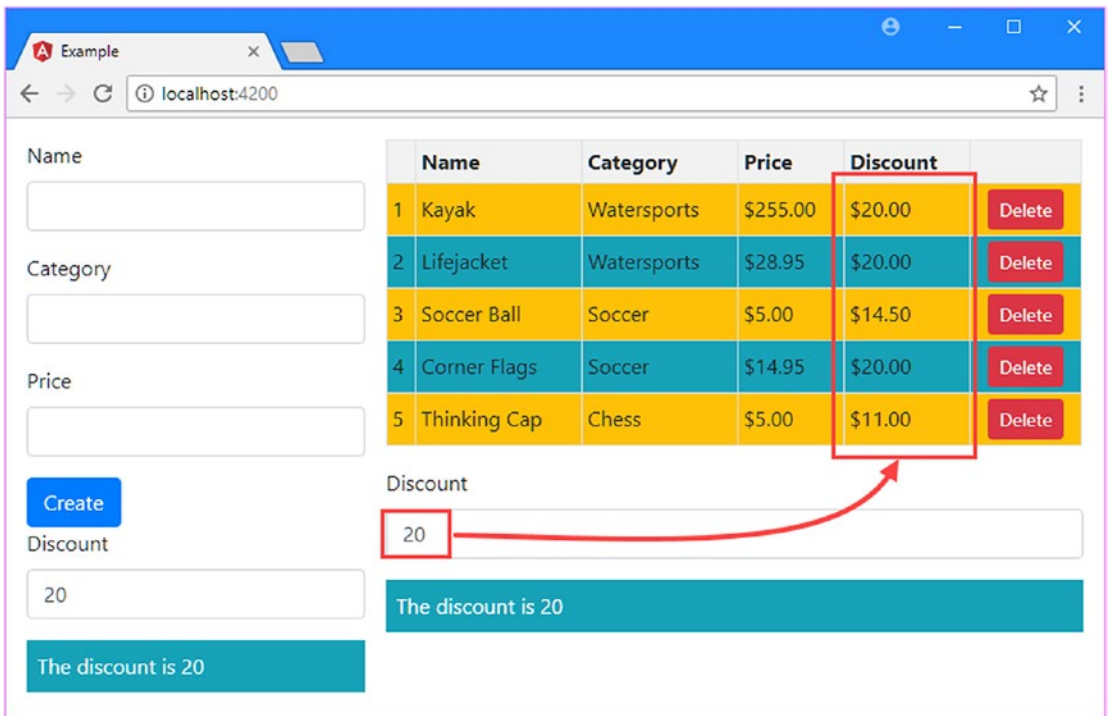 Example
localhost:4200
Name
Category
Price
Create
Discount
20
The discount is 20
Name Category Price Discount
1 Kayak Watersports $255.00 $20.00 Delete
2 Lifejacket Watersports $28.95 $20.00 Delete
3 Soccer Ball Soccer $5.00 $14.50 Delete
4 Corner Flags Soccer $14.95 $20.00 Delete
5 Thinking Cap Chess $5.00 $11.00 Delete
Discount
20
The discount is 20